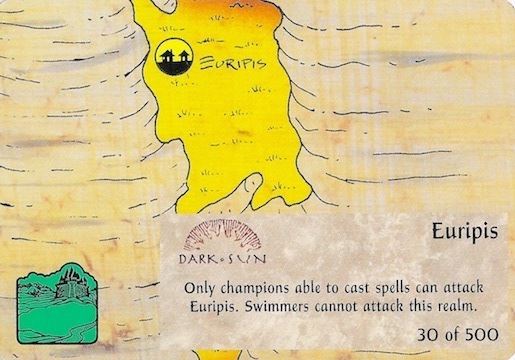 EURIPIS
Euripis
DARK SUN
Only champions able to cast spells can attack
Euripis. Swimmers cannot attack this realm.
30 of 500